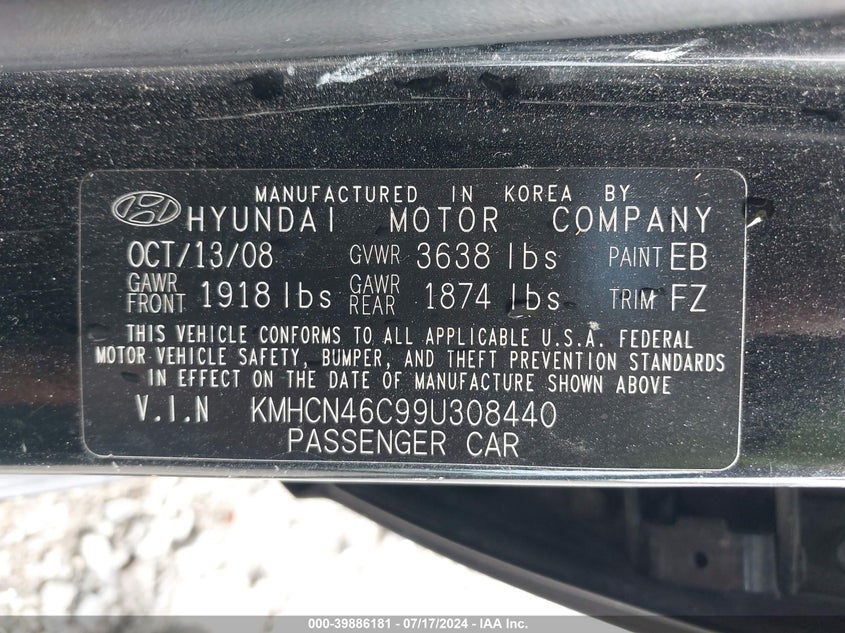 MANUFACTURED IN KOREA BY
HYUNDAI MOTOR COMPANY
OCT/13/08 GVWR 3638 lbs PAINT EB
GAWR FRONT 1918 lbs GAWR REAR 1874 lbs TRIM FZ
THIS VEHICLE CONFORMS TO ALL APPLICABLE U.S.A. FEDERAL
MOTOR VEHICLE SAFETY, BUMPER, AND THEFT PREVENTION STANDARDS
IN EFFECT ON THE DATE OF MANUFACTURE SHOWN ABOVE
V.I.N KMHCN46C99U308440
PASSENGER CAR
000-39886181 - 07/17/2024 - IAA Inc.